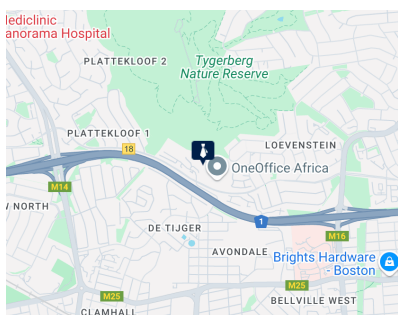 Mediclinic
anorama Hospital
PLATTEKLOOF 2
Tygerberg
Nature Reserve
PLATTEKLOOF 1
18
LOEVENSTEIN
OneOffice Africa
M14
W NORTH
1
M16
DE TIJGER
AVONDALE
Brights Hardware
- Boston
M25
M25
BELLVILLE WEST
CLAMHALL